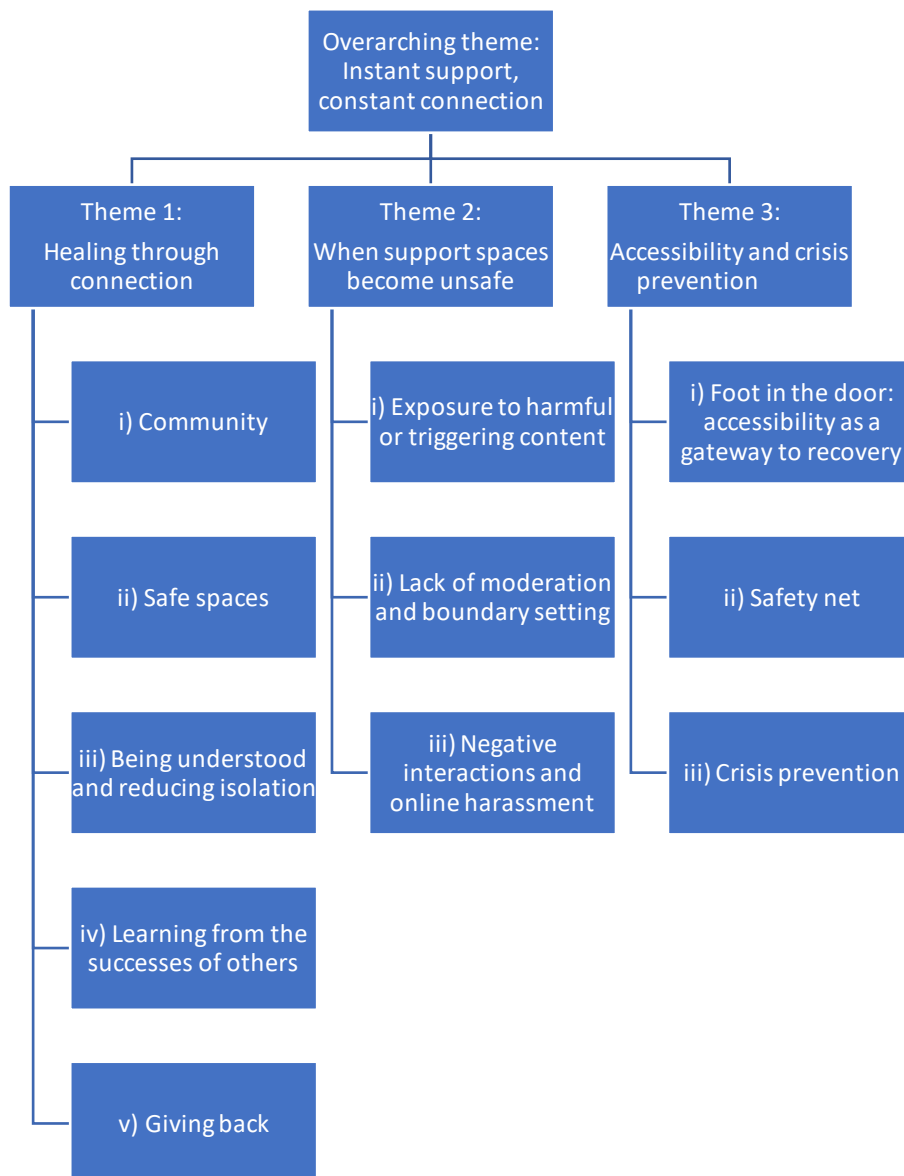 Overarching theme:
Instant support,
constant connection
Theme 1:
Healing through
connection
i) Community
ii) Safe spaces
iii) Being understood
and reducing isolation
iv) Learning from the
successes of others
v) Giving back
Theme 2:
When support spaces
become unsafe
i) Exposure to harmful
or triggering content
ii) Lack of moderation
and boundary setting
iii) Negative
interactions and
online harassment
Theme 3:
Accessibility and crisis
prevention
i) Foot in the door:
accessibility as a
gateway to recovery
ii) Safety net
iii) Crisis prevention